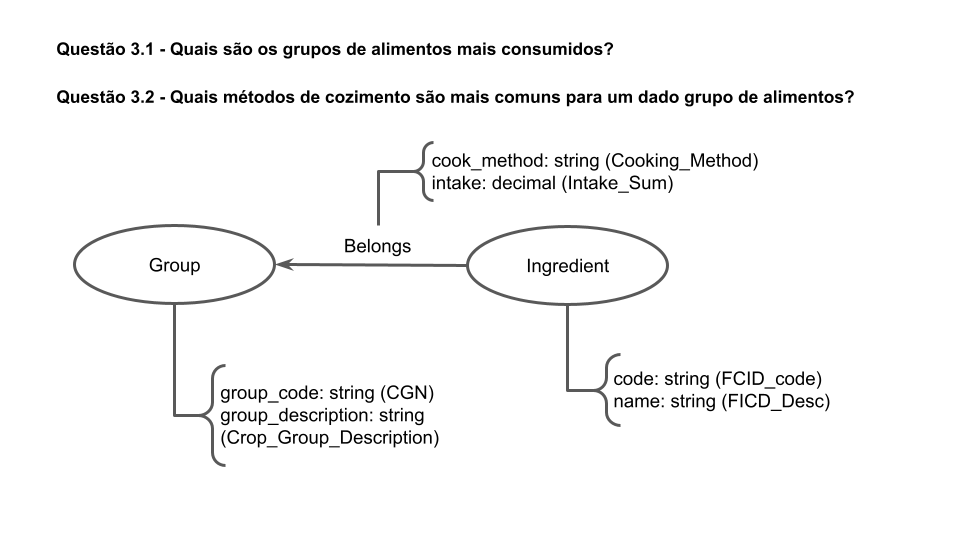 Questão 3.1 - Quais são os grupos de alimentos mais consumidos?
Questão 3.2 - Quais métodos de cozimento são mais comuns para um dado grupo de alimentos?
cook_method: string (Cooking_Method)
intake: decimal (Intake_Sum)
Belongs
Group
Ingredient
group_code: string (CGN)
group_description: string
(Crop_Group_Description)
code: string (FCID_code)
name: string (FICD_Desc)